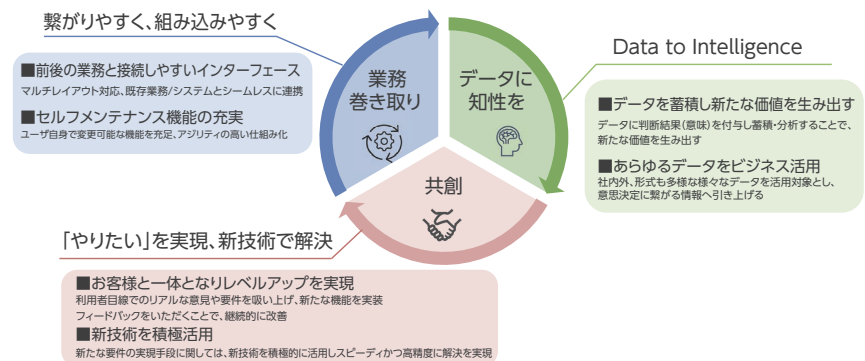 繋がりやすく、組み込みやすく
■前後の業務と接続しやすいインターフェース
マルチレイアウト対応、既存業務/システムとシームレスに連携
■セルフメンテナンス機能の充実
ユーザ自身で変更可能な機能を充足、アジリティの高い仕組み化
業務
巻き取り
データに
知性を
共創
Data to Intelligence
■データを蓄積し新たな価値を生み出す
データに判断結果(意味)を付与し蓄積・分析することで、
新たな価値を生み出す
■あらゆるデータをビジネス活用
社内外、形式も多様な様々なデータを活用対象とし、
意思決定に繋がる情報へ引き上げる
「やりたい」を実現、新技術で解決
■お客様と一体となりレベルアップを実現
利用者目線でのリアルな意見や要件を吸い上げ、新たな機能を実装
フィードバックをいただくことで、継続的に改善
■新技術を積極活用
新たな要件の実現手段に関しては、新技術を積極的に活用しスピーディかつ高精度に解決を実現